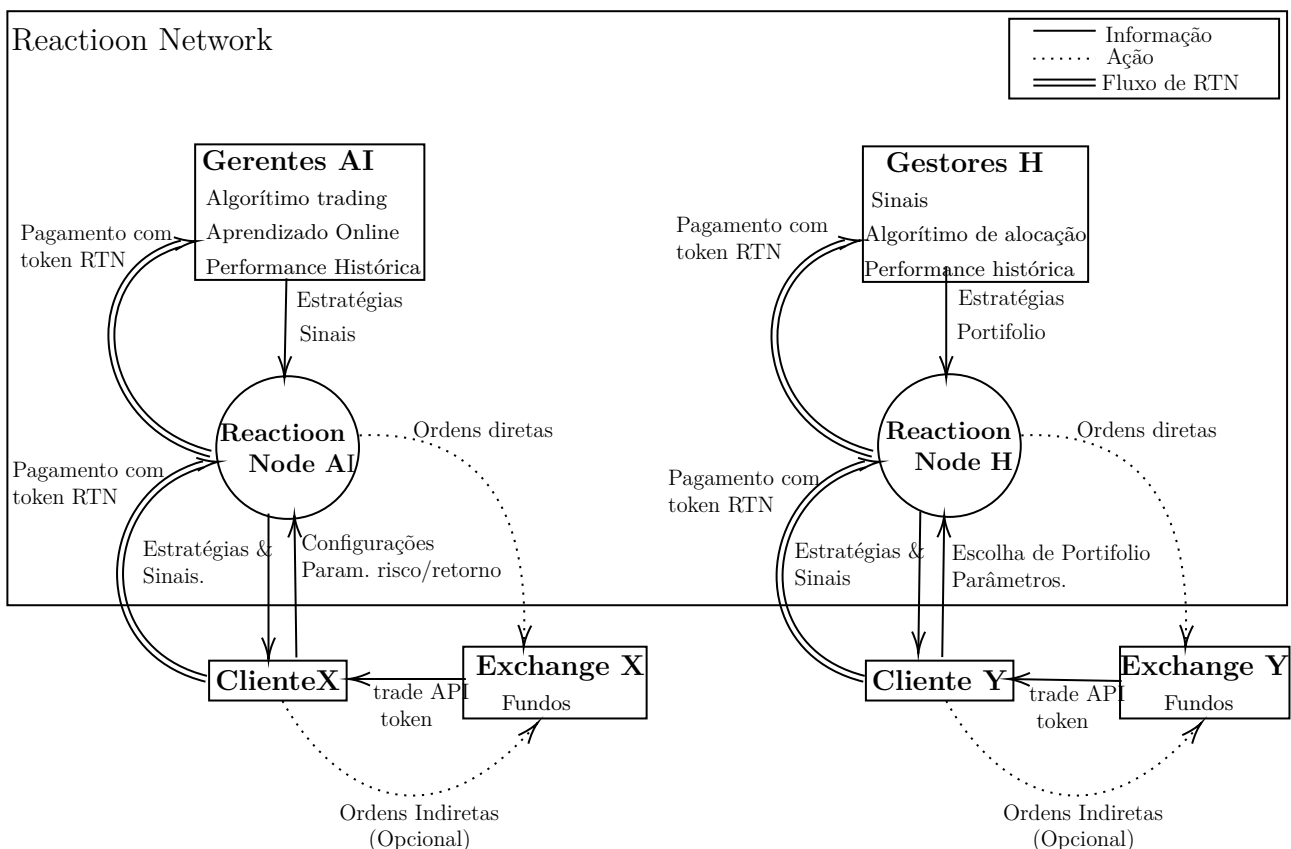 Reactioon Network
Informação
Ação
Fluxo de RTN
Gerentes AI
Algorítimo trading
Aprendizado Online
Performance Histórica
Pagamento com
token RTN
Estratégias
Sinais
Reactioon
Node AI
Ordens diretas
Pagamento com
token RTN
Estratégias &
Sinais.
Configurações
Param. risco/retorno
ClienteX
Exchange X
Fundos
trade API
token
Ordens Indiretas
(Opcional)
Gestores H
Sinais
Algorítimo de alocação
Performance histórica
Pagamento com
token RTN
Estratégias
Portifolio
Reactioon
Node H
Ordens diretas
Pagamento com
token RTN
Estratégias &
Sinais
Escolha de Portifolio
Parâmetros.
Cliente Y
Exchange Y
Fundos
trade API
token
Ordens Indiretas
(Opcional)